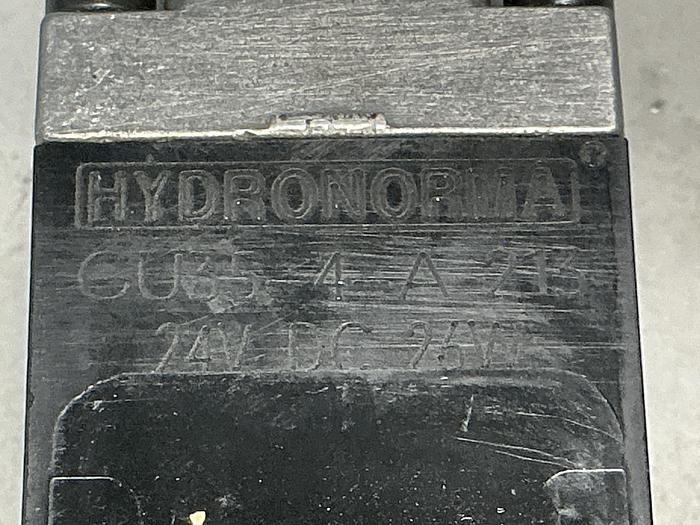 HYDRONORMA
GU35 4 A 213
24V DC 26W